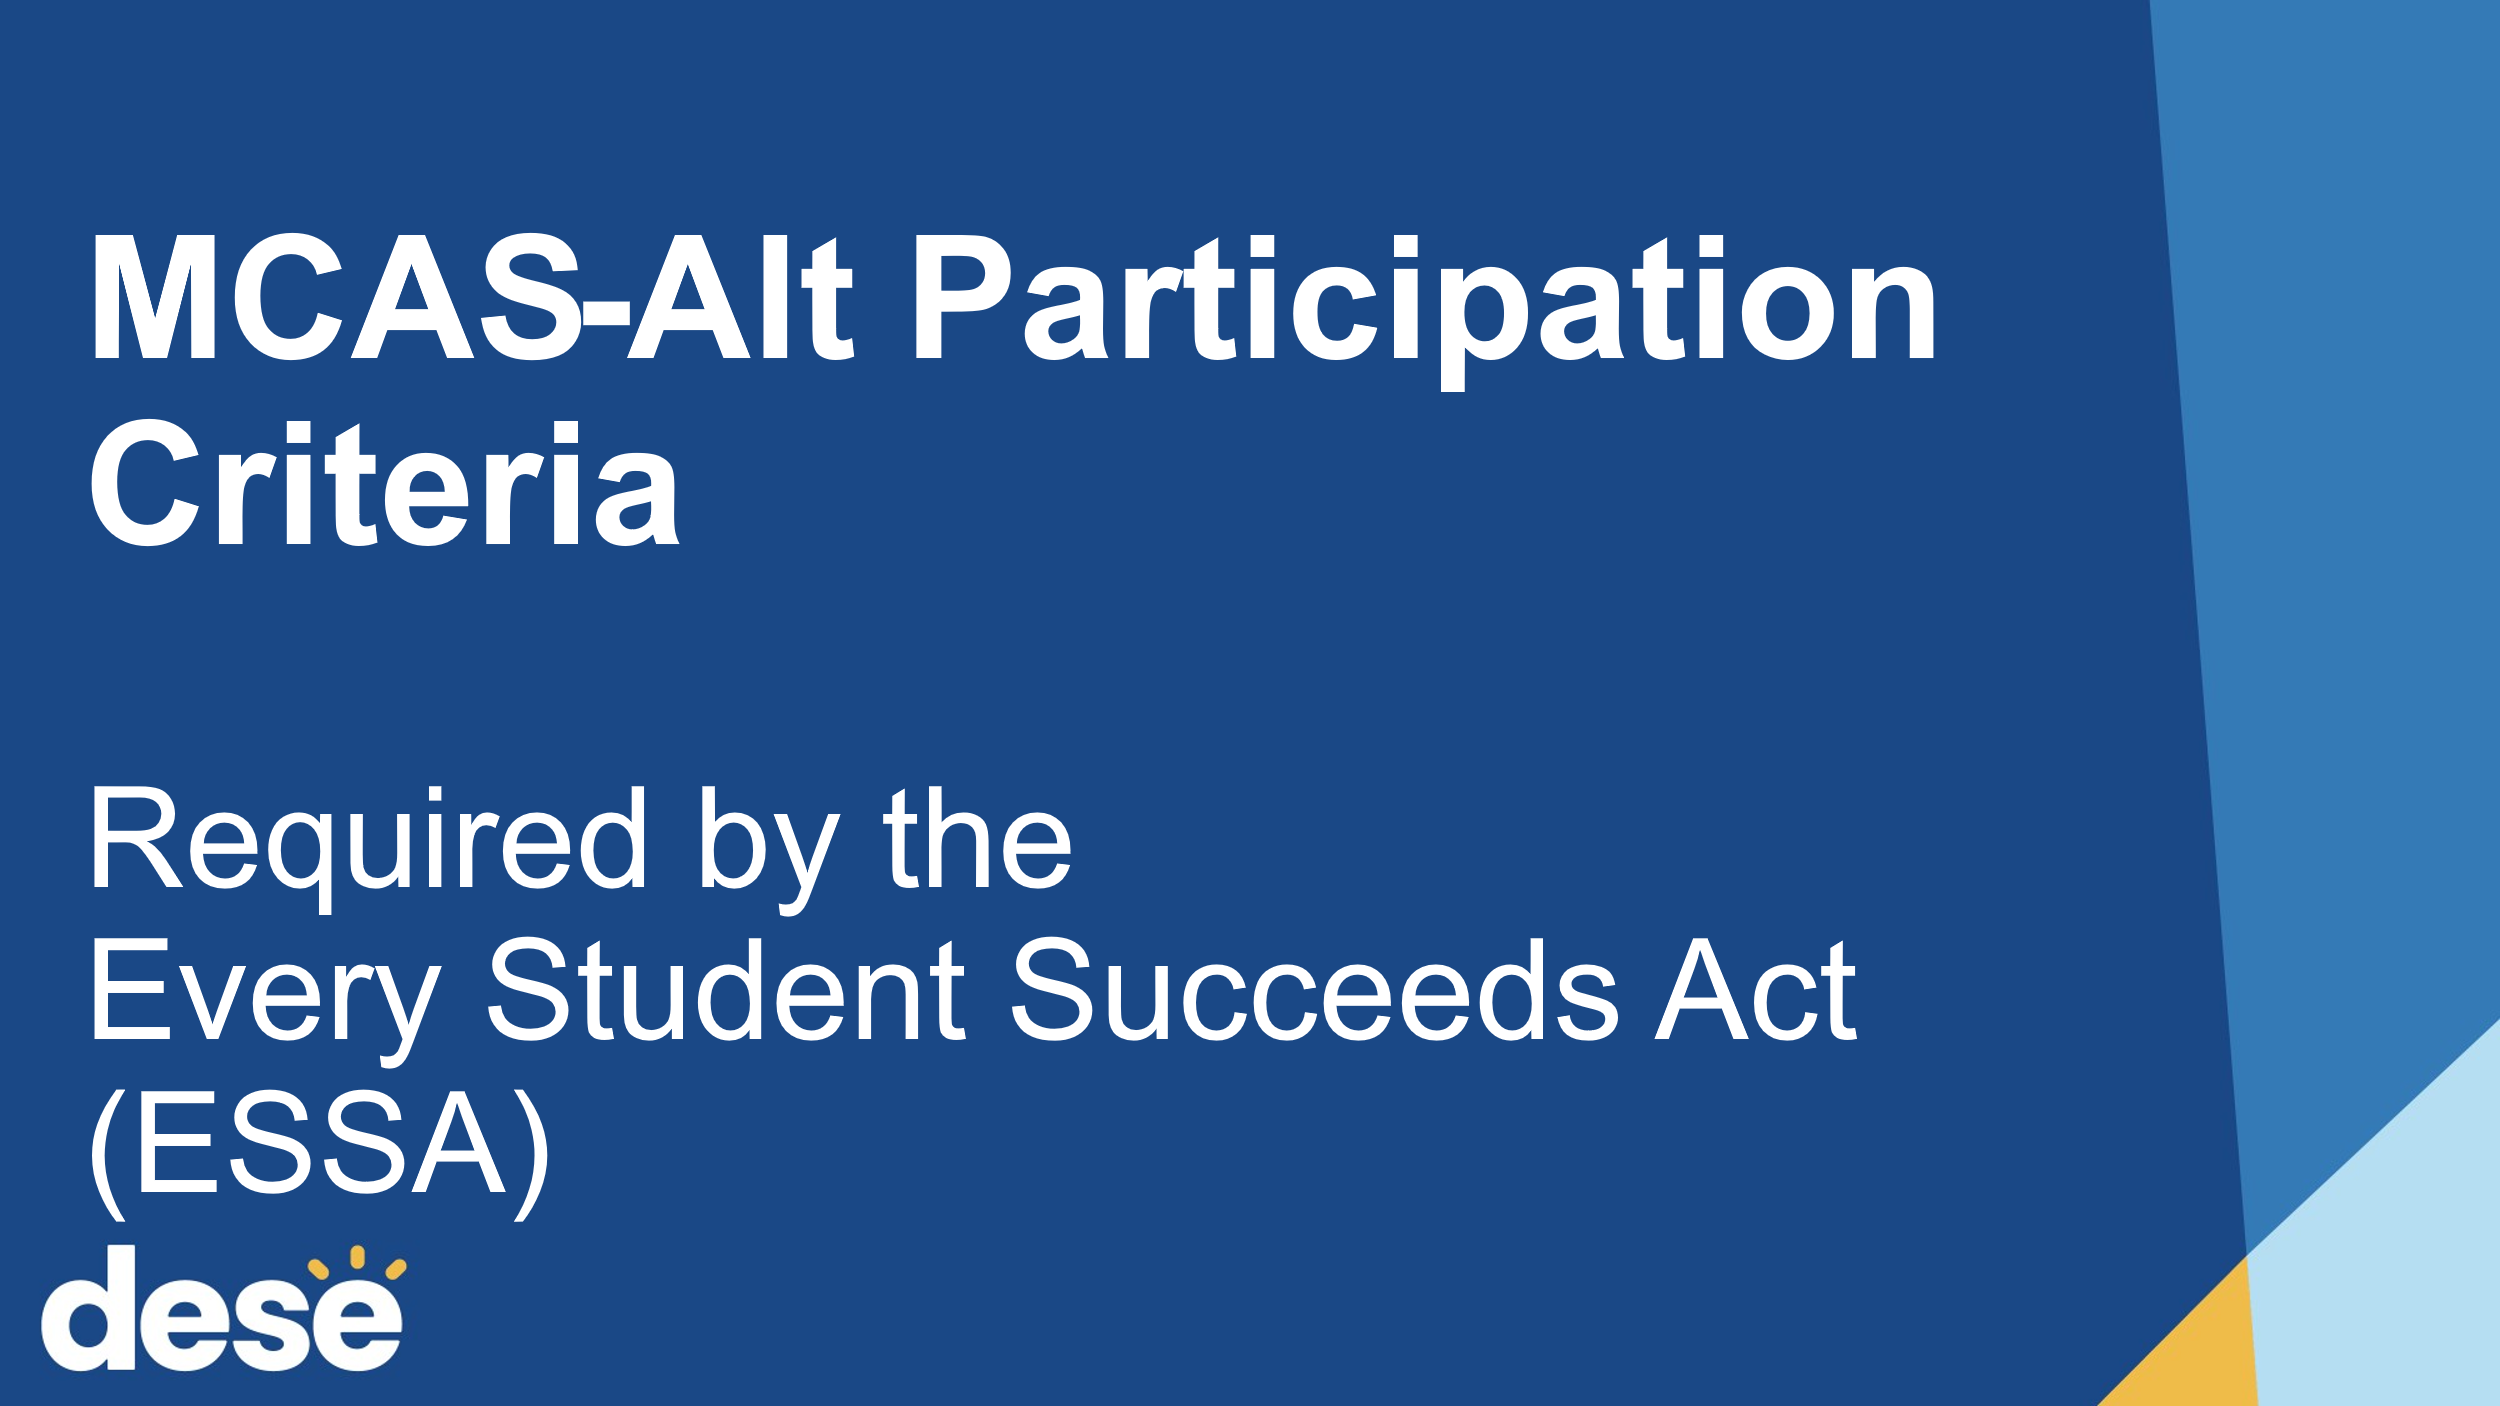 MCAS-Alt Participation
Criteria
Required by the
Every Student Succeeds Act
(ESSA)
dese